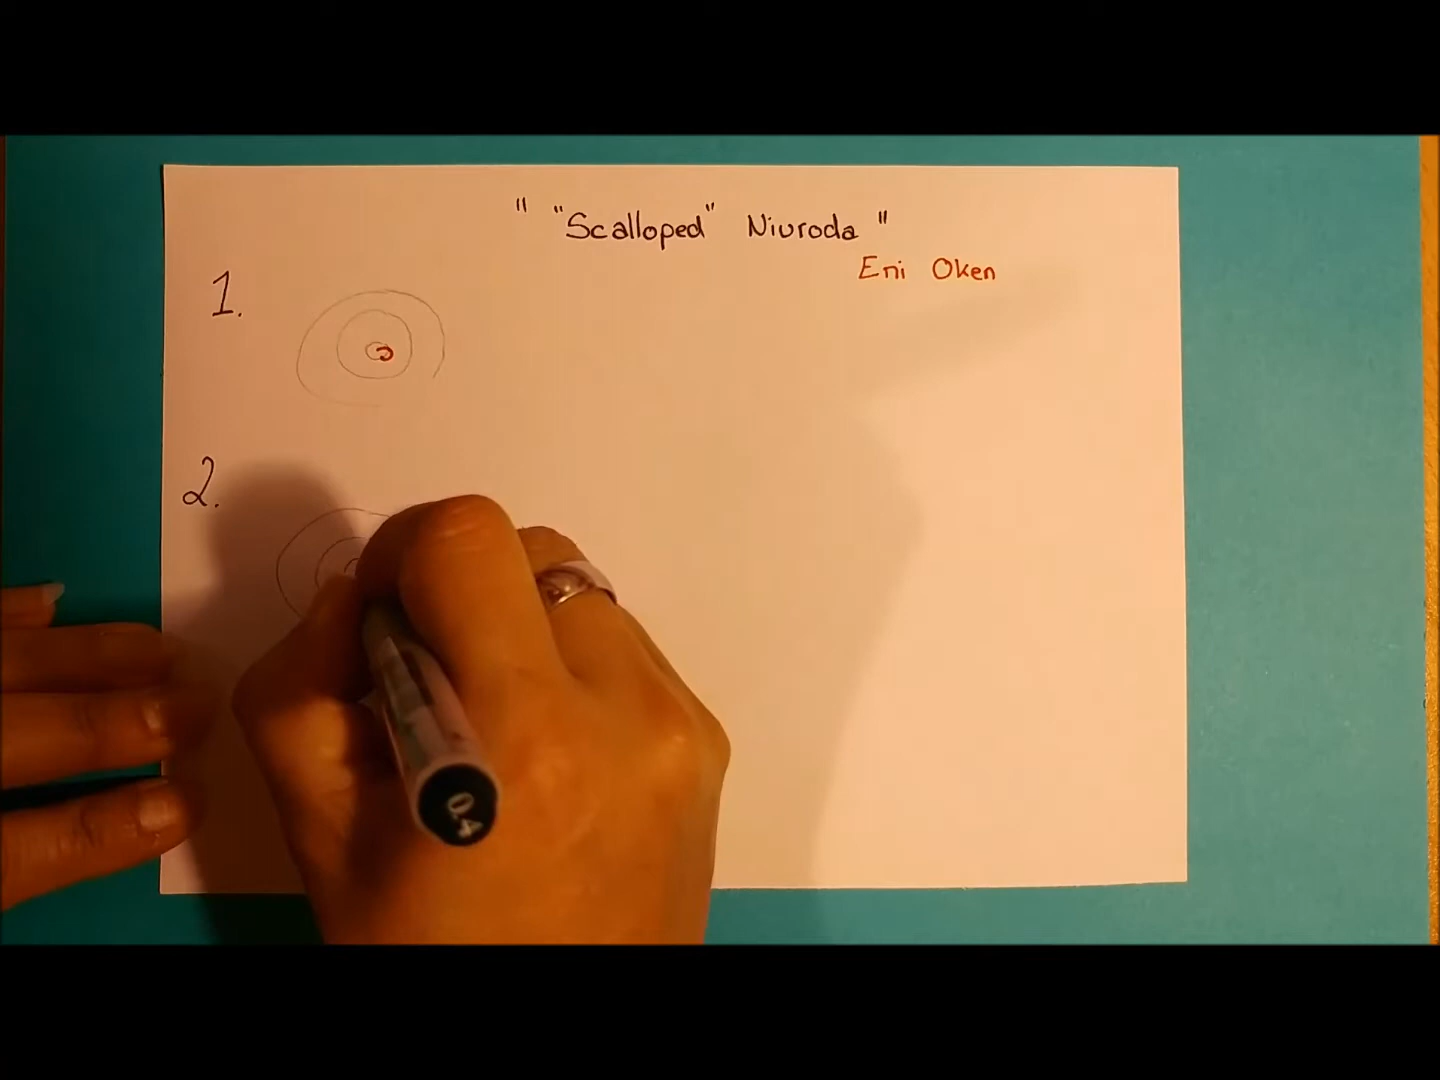 " "Scalloped" Niuroda "
Eni Oken
1.
2.
0.4